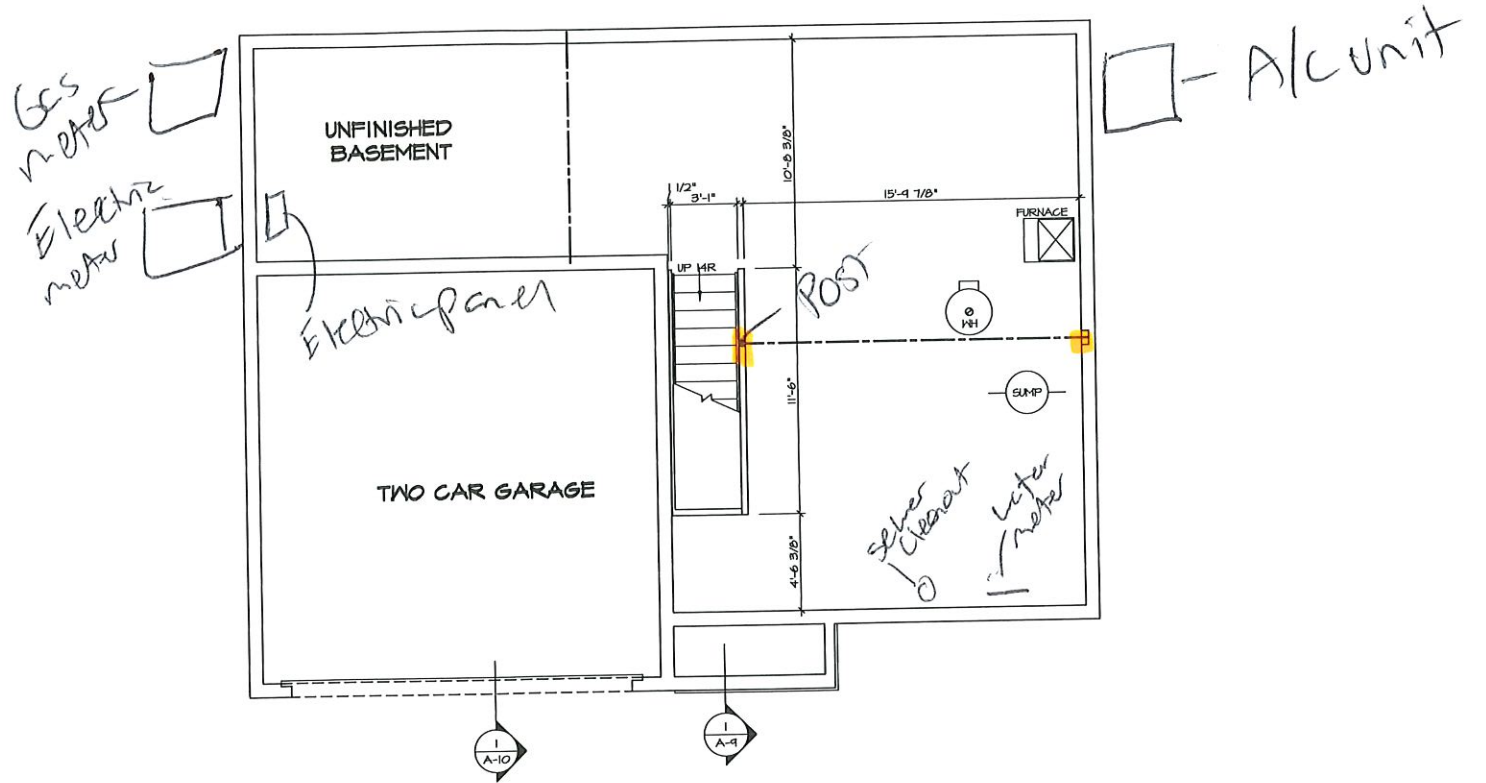 Gas
meter
A/C unit
UNFINISHED
BASEMENT
10'-8 3/8"
1/2"
3'-1"
15'-9 7/8"
Electric
meter
FURNACE
UP 14R
POST
Electric panel
WH
11'-6"
SUMP
TWO CAR GARAGE
sewer
cleanout
water
meter
4'-6 3/8"
1
A-10
1
A-9